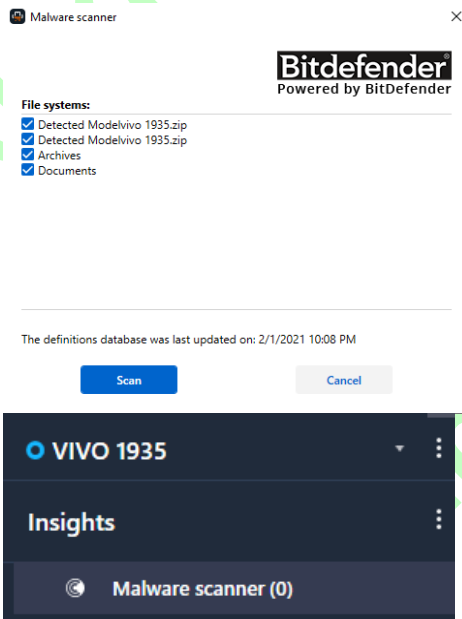 Malware scanner
Bitdefender®
Powered by BitDefender
File systems:
Detected Modelvivo 1935.zip
Detected Modelvivo 1935.zip
Archives
Documents
The definitions database was last updated on: 2/1/2021 10:08 PM
Scan Cancel
VIVO 1935
Insights
Malware scanner (0)